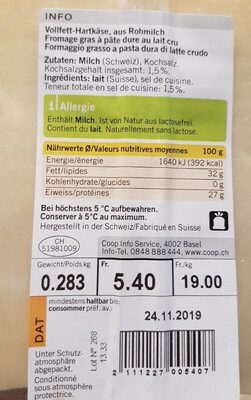 INFO
Vollfett-Hartkäse, aus Rohmilch
Fromage gras à pâte dure au lait cru
Formaggio grasso a pasta dura di latte crudo
Zutaten: Milch (Schweiz), Kochsalz.
Kochsalzgehalt insgesamt: 1,5%.
Ingrédients: lait (Suisse), sel de cuisine.
Teneur totale en sel de cuisine: 1,5%.
i Allergie
Enthält Milch. Ist von Natur aus lactosefrei.
Contient du lait. Naturellement sans lactose.
Nährwerte Ø/Valeurs nutritives moyennes 100 g
Energie/énergie 1640 kJ (392 kcal)
Fett/lipides 32 g
Kohlenhydrate/glucides 0 g
Eiweiss/protéines 27 g
Bei höchstens 5 °C aufbewahren.
Conserver à 5 °C au maximum.
Hergestellt in der Schweiz/Fabriqué en Suisse
CH
51981009
Coop Info Service, 4002 Basel
Info-Tel. 0848 888 444, www.coop.ch
Gewicht/Poids kg Fr. Fr./kg
0.283 5.40 19.00
mindestens haltbar bis:
consommer préf. av.:
24.11.2019
DAT
Unter Schutz-
atmosphäre
abgepackt.
Conditionné
sous atmosphère
protectrice.
Lot N° 268
13:33
2 111227 005407